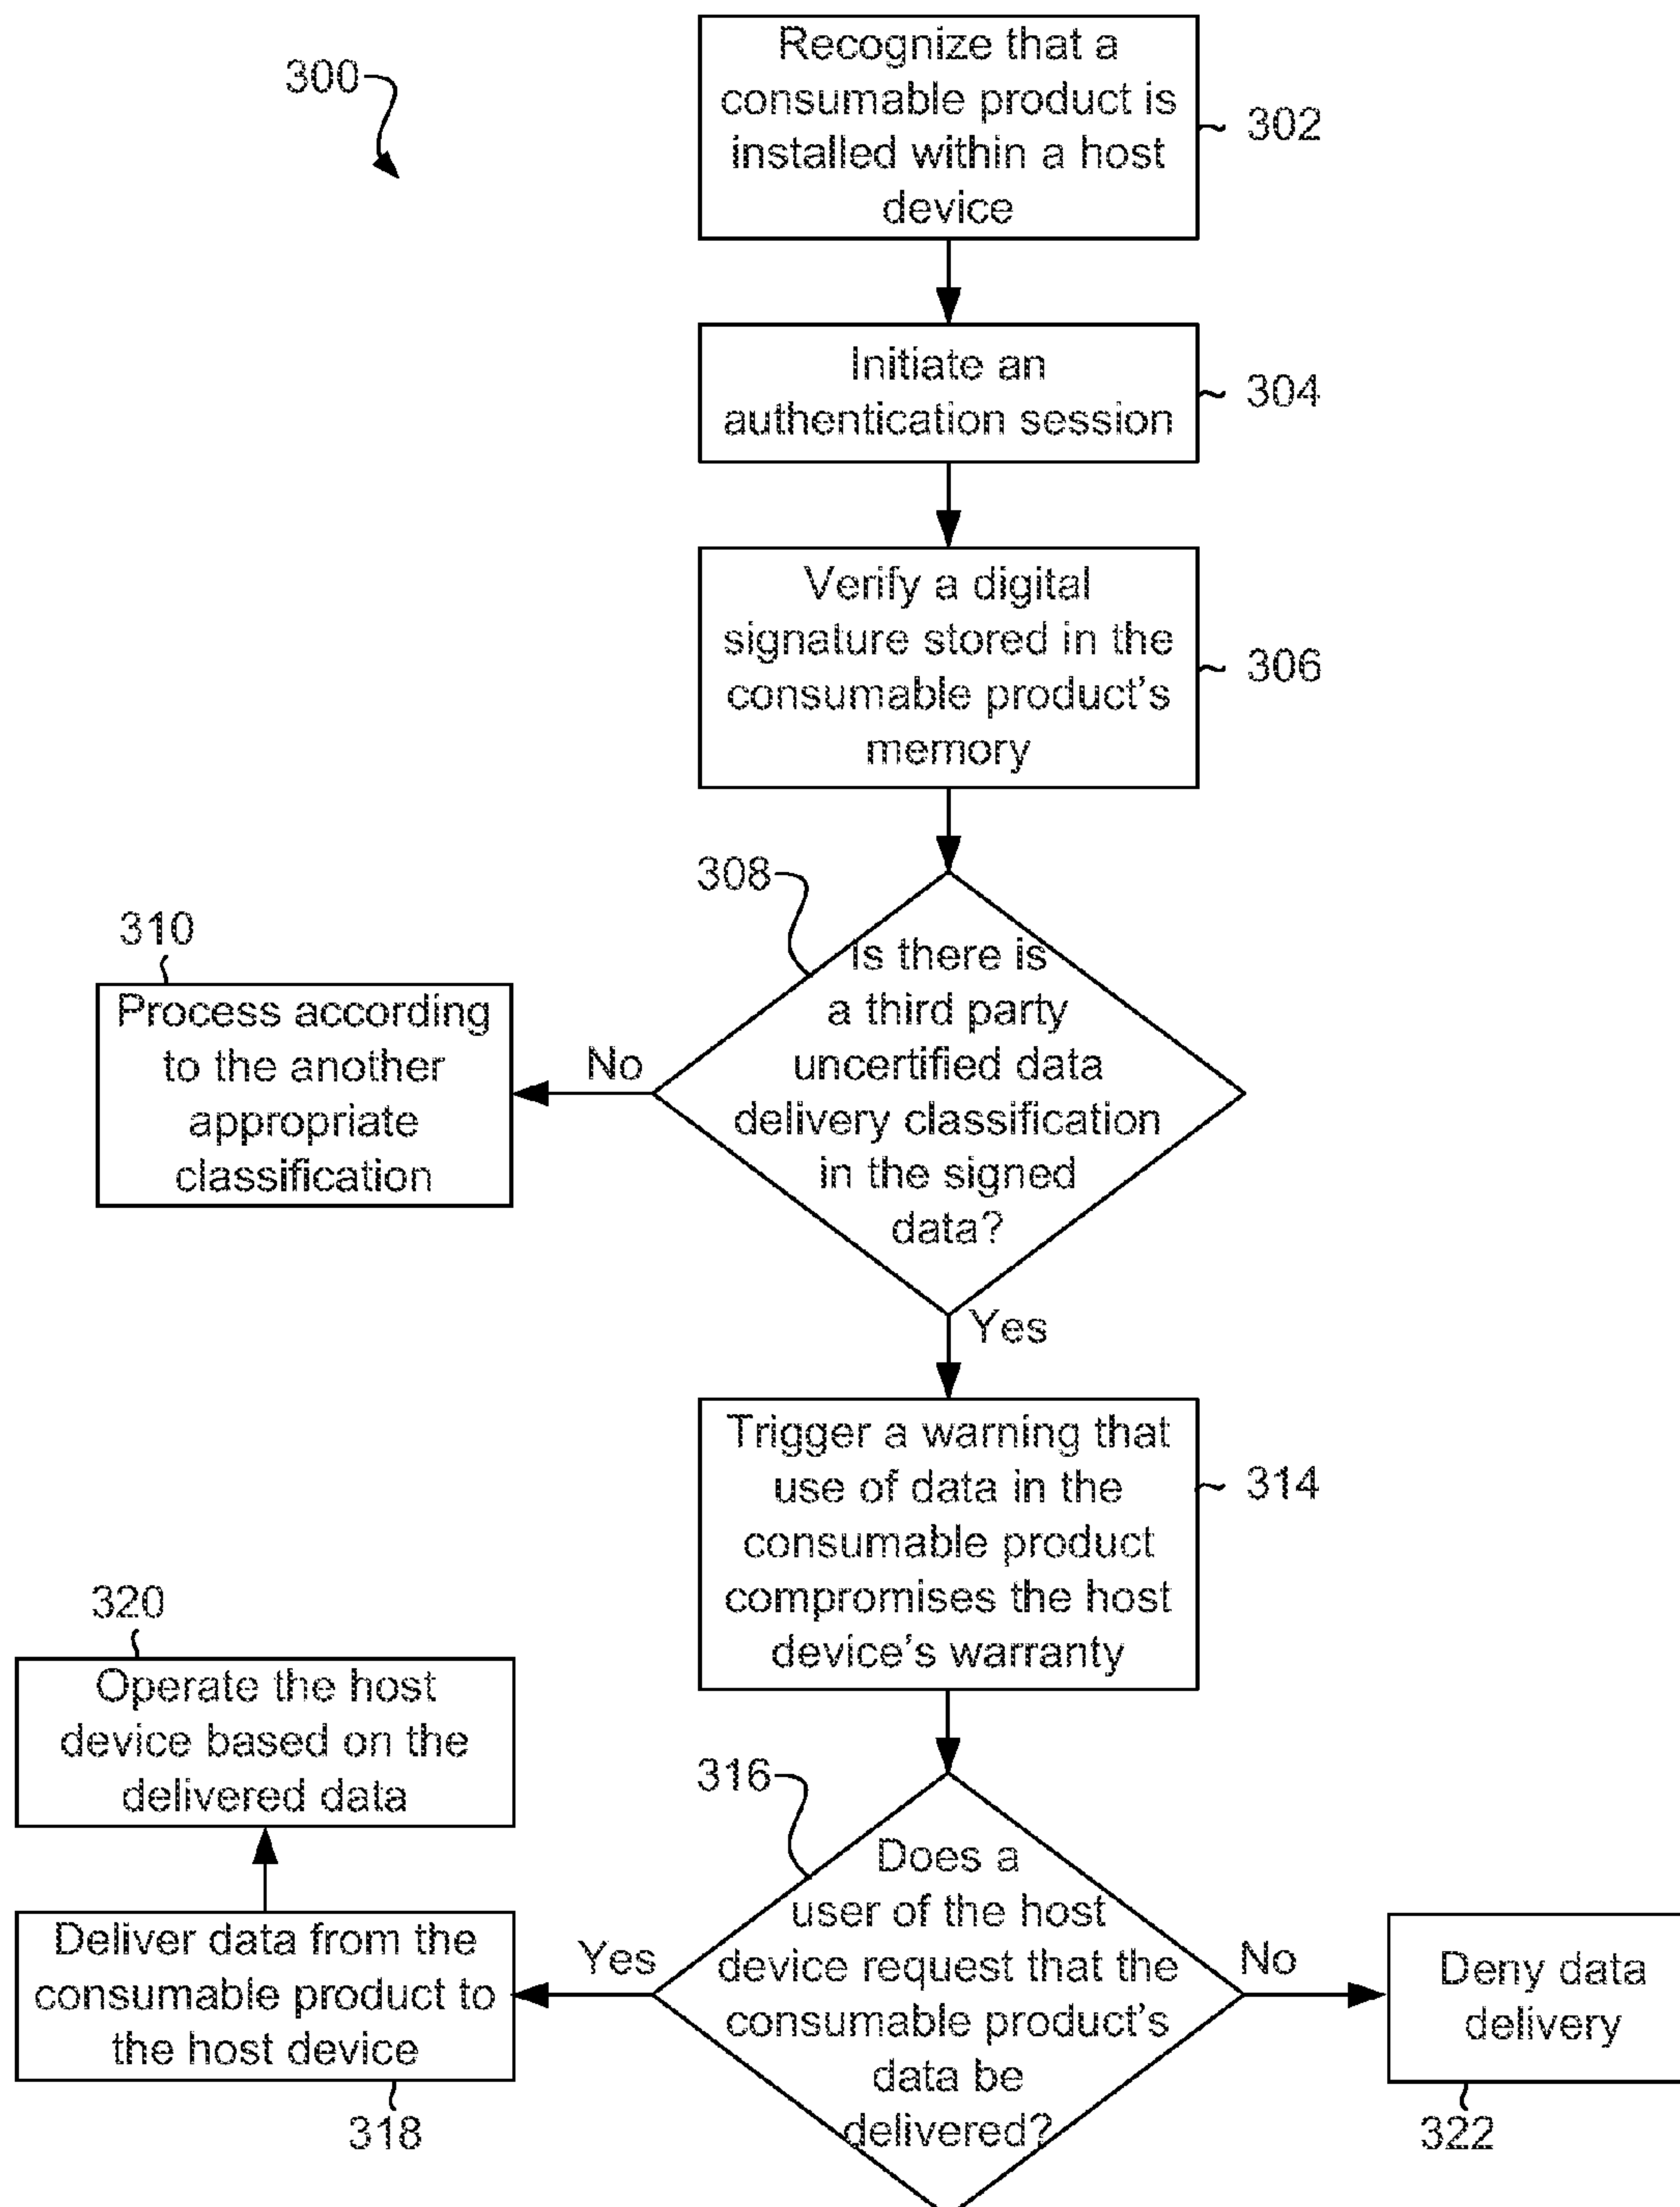 300
Recognize that a
consumable product is
installed within a host
device
302
Initiate an
authentication session
304
Verify a digital
signature stored in the
consumable product's
memory
306
308
Is there is
a third party
uncertified data
delivery classification
in the signed
data?
No
310
Process according
to the another
appropriate
classification
Yes
Trigger a warning that
use of data in the
consumable product
compromises the host
device's warranty
314
316
Does a
user of the host
device request that the
consumable product's
data be
delivered?
Yes
No
320
Operate the host
device based on the
delivered data
Deliver data from the
consumable product to
the host device
318
Deny data
delivery
322